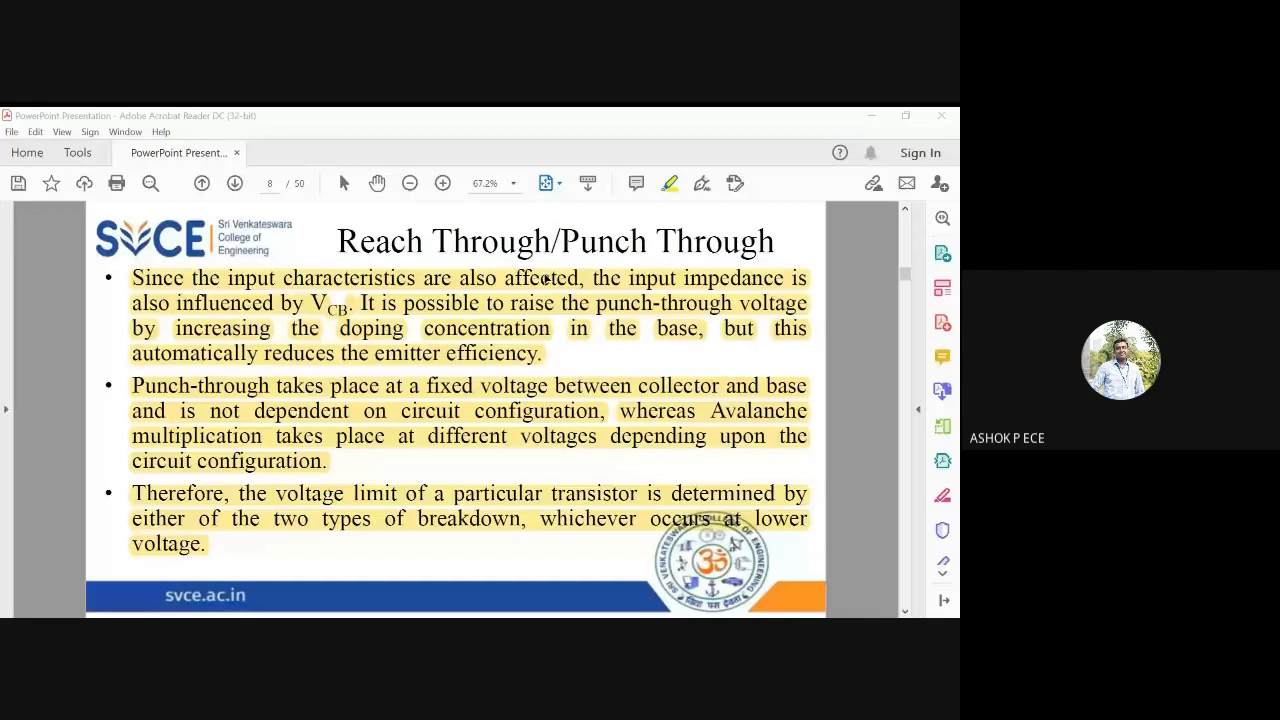 PowerPoint Presentation - Adobe Acrobat Reader DC (32-bit)
File Edit View Sign Window Help
Home Tools PowerPoint Present... × Sign In
8 / 50 67.2%
SVCE Sri Venkateswara
College of
Engineering
Reach Through/Punch Through
• Since the input characteristics are also affected, the input impedance is
also influenced by VCB. It is possible to raise the punch-through voltage
by increasing the doping concentration in the base, but this
automatically reduces the emitter efficiency.
• Punch-through takes place at a fixed voltage between collector and base
and is not dependent on circuit configuration, whereas Avalanche
multiplication takes place at different voltages depending upon the
circuit configuration.
• Therefore, the voltage limit of a particular transistor is determined by
either of the two types of breakdown, whichever occurs at lower
voltage.
svce.ac.in
SRI VENKATESWARA COLLEGE OF ENGINEERING
ॐ
ASHOK P ECE